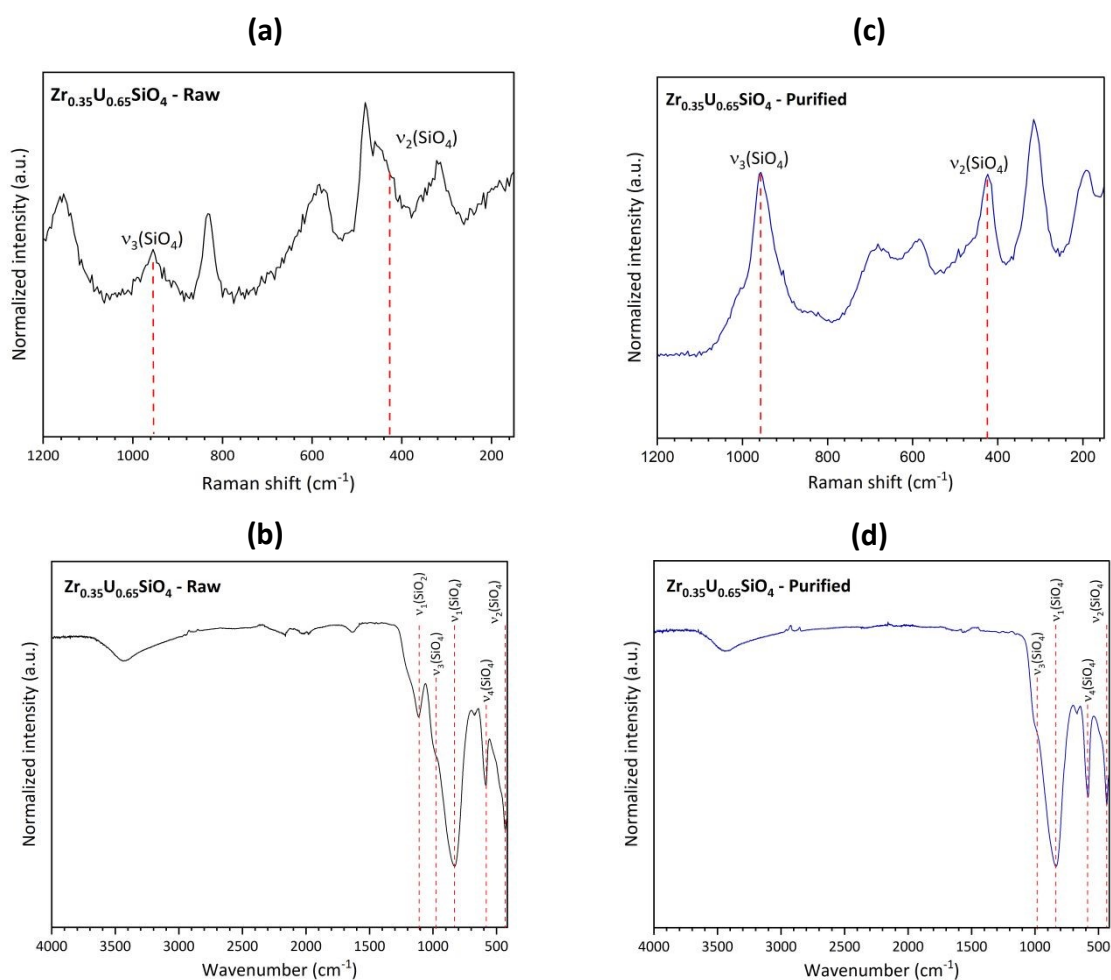 (a)
Zr0.35U0.65SiO4 - Raw
ν3(SiO4)
ν2(SiO4)
Normalized intensity (a.u.)
1200 1000 800 600 400 200
Raman shift (cm-1)
(c)
Zr0.35U0.65SiO4 - Purified
ν3(SiO4)
ν2(SiO4)
Normalized intensity (a.u.)
1200 1000 800 600 400 200
Raman shift (cm-1)
(b)
Zr0.35U0.65SiO4 - Raw
ν1(SiO2)
ν3(SiO4)
ν1(SiO4)
ν4(SiO4)
ν2(SiO4)
Normalized intensity (a.u.)
4000 3500 3000 2500 2000 1500 1000 500
Wavenumber (cm-1)
(d)
Zr0.35U0.65SiO4 - Purified
ν3(SiO4)
ν1(SiO4)
ν4(SiO4)
ν2(SiO4)
Normalized intensity (a.u.)
4000 3500 3000 2500 2000 1500 1000 500
Wavenumber (cm-1)